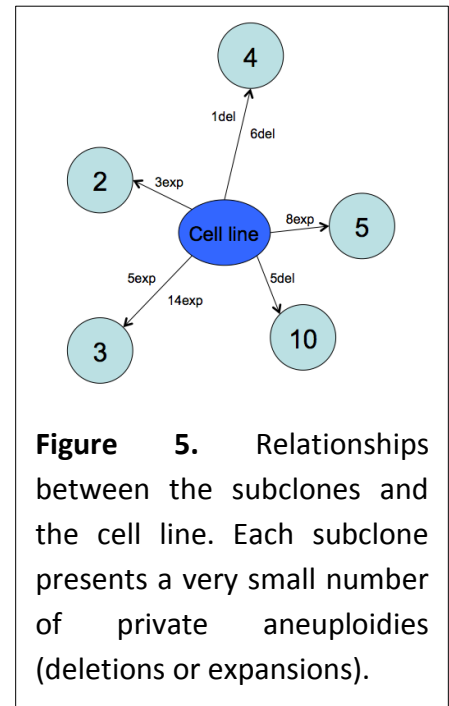 4
1del
6del
2
3exp
Cell line
8exp
5
5exp
5del
14exp
3
10
Figure 5. Relationships
between the subclones and
the cell line. Each subclone
presents a very small number
of private aneuploidies
(deletions or expansions).